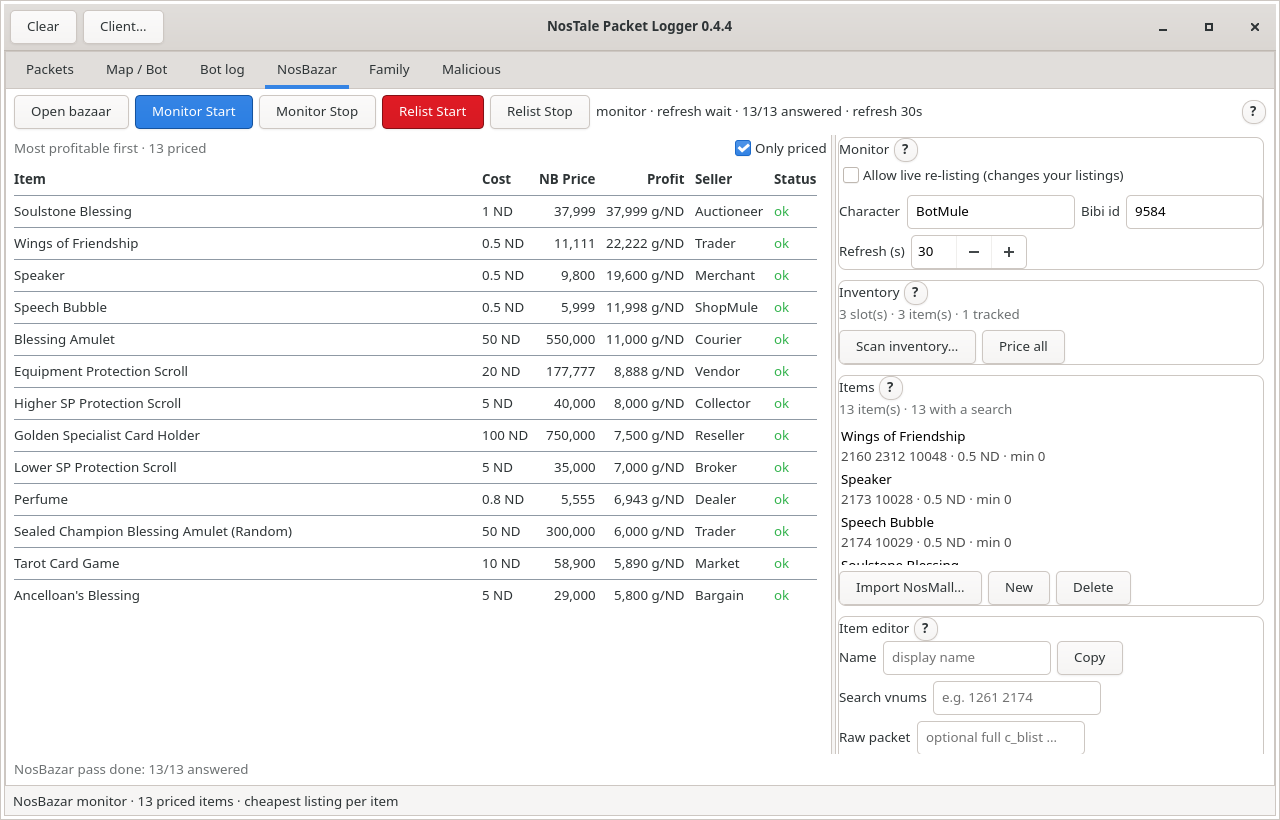 Clear Client... NosTale Packet Logger 0.4.4
Packets Map / Bot Bot log NosBazar Family Malicious
Open bazaar Monitor Start Monitor Stop Relist Start Relist Stop monitor · refresh wait · 13/13 answered · refresh 30s ?
Most profitable first · 13 priced Only priced
Item Cost NB Price Profit Seller Status
Soulstone Blessing 1 ND 37,999 37,999 g/ND Auctioneer ok
Wings of Friendship 0.5 ND 11,111 22,222 g/ND Trader ok
Speaker 0.5 ND 9,800 19,600 g/ND Merchant ok
Speech Bubble 0.5 ND 5,999 11,998 g/ND ShopMule ok
Blessing Amulet 50 ND 550,000 11,000 g/ND Courier ok
Equipment Protection Scroll 20 ND 177,777 8,888 g/ND Vendor ok
Higher SP Protection Scroll 5 ND 40,000 8,000 g/ND Collector ok
Golden Specialist Card Holder 100 ND 750,000 7,500 g/ND Reseller ok
Lower SP Protection Scroll 5 ND 35,000 7,000 g/ND Broker ok
Perfume 0.8 ND 5,555 6,943 g/ND Dealer ok
Sealed Champion Blessing Amulet (Random) 50 ND 300,000 6,000 g/ND Trader ok
Tarot Card Game 10 ND 58,900 5,890 g/ND Market ok
Ancelloan's Blessing 5 ND 29,000 5,800 g/ND Bargain ok
Monitor ?
Allow live re-listing (changes your listings)
Character BotMule Bibi id 9584
Refresh (s) 30 − +
Inventory ?
3 slot(s) · 3 item(s) · 1 tracked
Scan inventory... Price all
Items ?
13 item(s) · 13 with a search
Wings of Friendship
2160 2312 10048 · 0.5 ND · min 0
Speaker
2173 10028 · 0.5 ND · min 0
Speech Bubble
2174 10029 · 0.5 ND · min 0
Soulstone Blessing
Import NosMall... New Delete
Item editor ?
Name display name Copy
Search vnums e.g. 1261 2174
Raw packet optional full c_blist ...
NosBazar pass done: 13/13 answered
NosBazar monitor · 13 priced items · cheapest listing per item